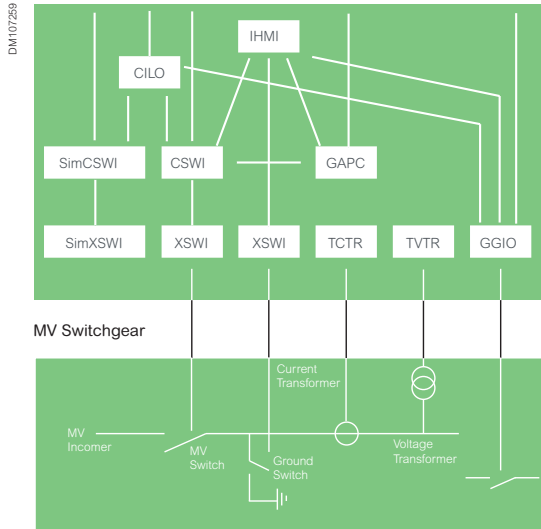 DM107259
IHMI
CILO
SimCSWI
CSWI
GAPC
SimXSWI
XSWI
XSWI
TCTR
TVTR
GGIO
MV Switchgear
Current
Transformer
MV
Incomer
MV
Switch
Ground
Switch
Voltage
Transformer